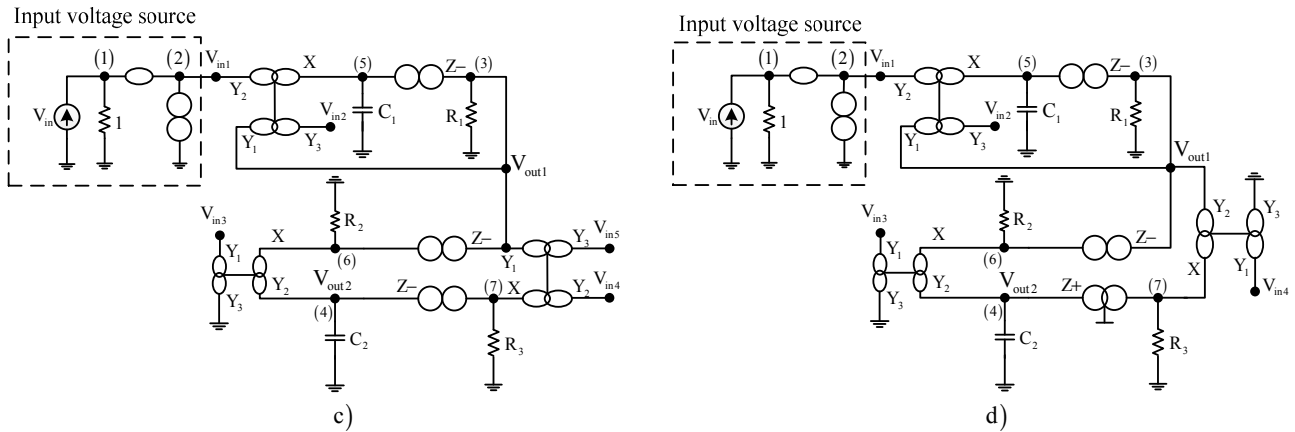 Input voltage source
(1) (2) V_in1 X (5) Z− (3)
V_in 1 Y_2 V_in2 C_1 R_1
Y_1 Y_3
V_out1
V_in3 R_2
X Z− Y_3 V_in5
Y_1 (6) Y_1
Y_2 V_out2 Z− (7) X Y_2 V_in4
Y_3 (4)
C_2 R_3
c)
Input voltage source
(1) (2) V_in1 X (5) Z− (3)
V_in 1 Y_2 V_in2 C_1 R_1
Y_1 Y_3
V_out1
V_in3 R_2 Y_2 Y_3
X Z−
Y_1 (6) X Y_1
Y_2 V_out2 Z+ (7) V_in4
Y_3 (4)
C_2 R_3
d)